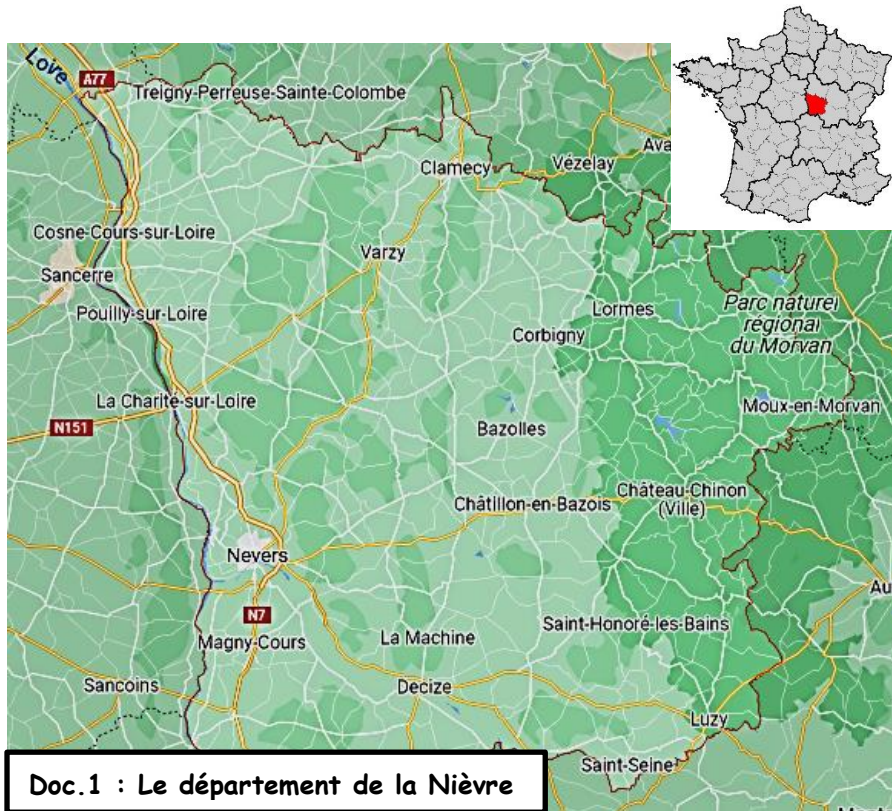 Loire
A77
Treigny-Perreuse-Sainte-Colombe
Clamecy
Vézelay
Ava
Cosne-Cours-sur-Loire
Varzy
Sancerre
Pouilly-sur-Loire
Lormes
Parc naturel
régional
du Morvan
Corbigny
La Charité-sur-Loire
Moux-en-Morvan
N151
Bazolles
Châtillon-en-Bazois
Château-Chinon
(Ville)
Nevers
Au
N7
Magny-Cours
La Machine
Saint-Honoré-les-Bains
Sancoins
Decize
Luzy
Saint-Seine
Doc.1 : Le département de la Nièvre